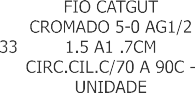 FIO CATGUT
CROMADO 5-0 AG1/2
33 1.5 A1 .7CM
CIRC.CIL.C/70 A 90C -
UNIDADE